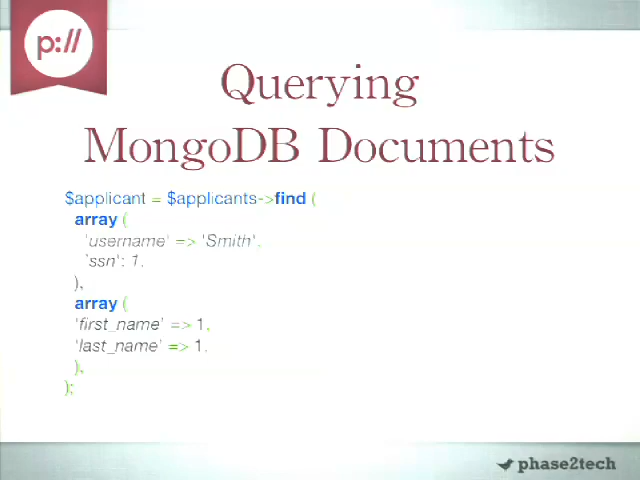 p://
Querying
MongoDB Documents
$applicant = $applicants->find (
array (
'username' => 'Smith',
`ssn': 1.
),
array (
'first_name' => 1,
'last_name' => 1.
),
);
phase2tech